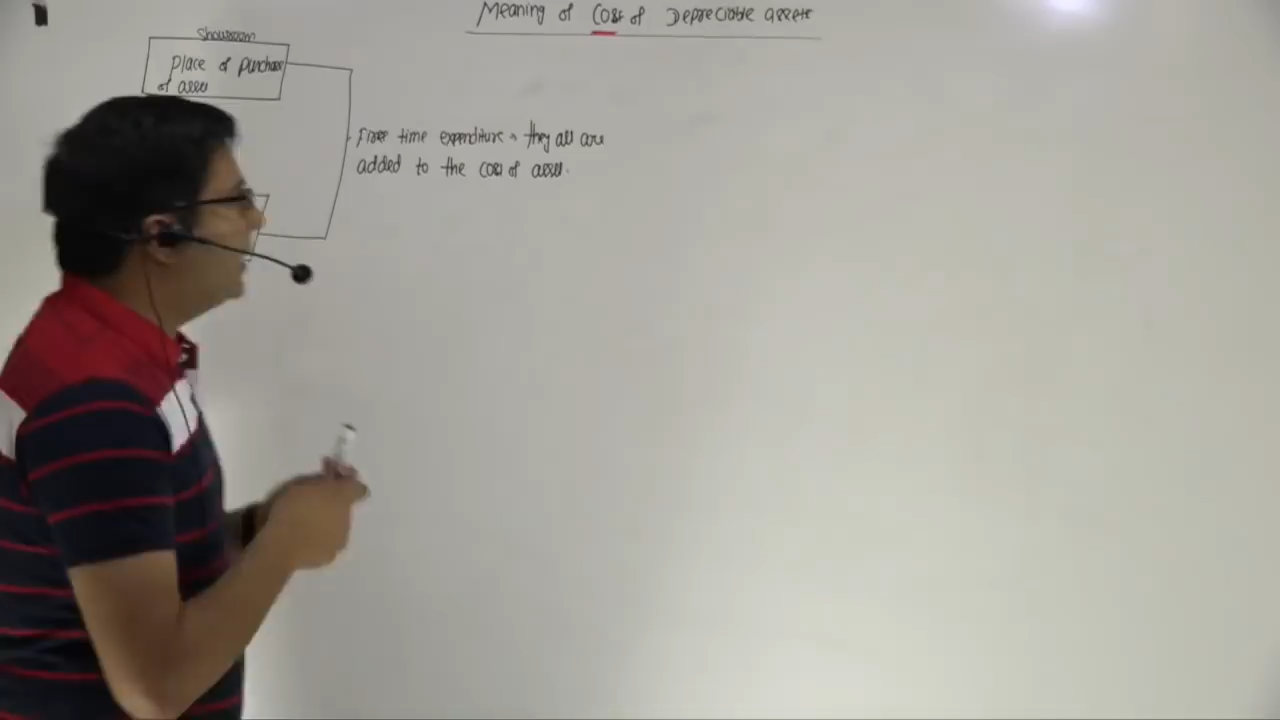 Meaning of Cost of Depreciable assets
Showroom
Place of purchase
of asset
time expenditure, they all are
added to the cost of asset.